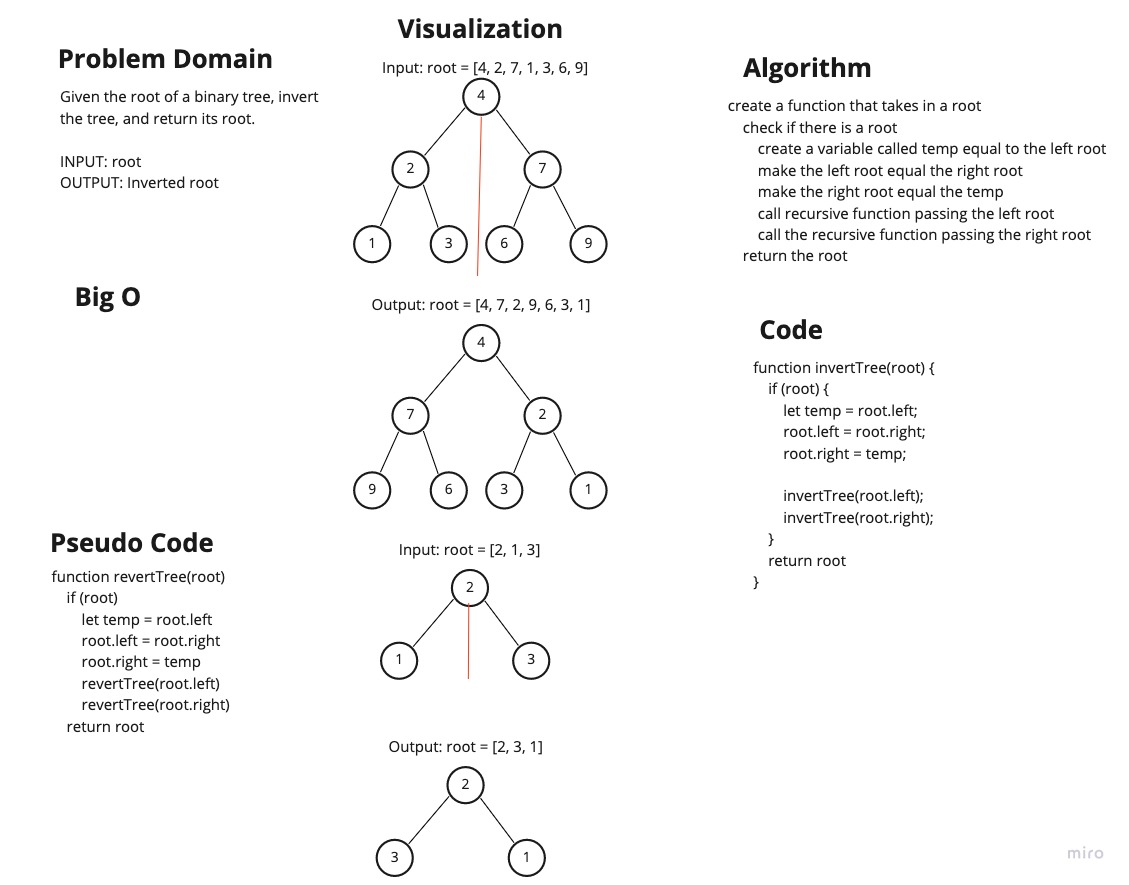 Problem Domain
Given the root of a binary tree, invert
the tree, and return its root.
INPUT: root
OUTPUT: Inverted root
Big O
Pseudo Code
function revertTree(root)
if (root)
let temp = root.left
root.left = root.right
root.right = temp
revertTree(root.left)
revertTree(root.right)
return root
Visualization
Input: root = [4, 2, 7, 1, 3, 6, 9]
4
2 7
1 3 6 9
Output: root = [4, 7, 2, 9, 6, 3, 1]
4
7 2
9 6 3 1
Input: root = [2, 1, 3]
2
1 3
Output: root = [2, 3, 1]
2
3 1
Algorithm
create a function that takes in a root
check if there is a root
create a variable called temp equal to the left root
make the left root equal the right root
make the right root equal the temp
call recursive function passing the left root
call the recursive function passing the right root
return the root
Code
function invertTree(root) {
if (root) {
let temp = root.left;
root.left = root.right;
root.right = temp;
invertTree(root.left);
invertTree(root.right);
}
return root
}
miro